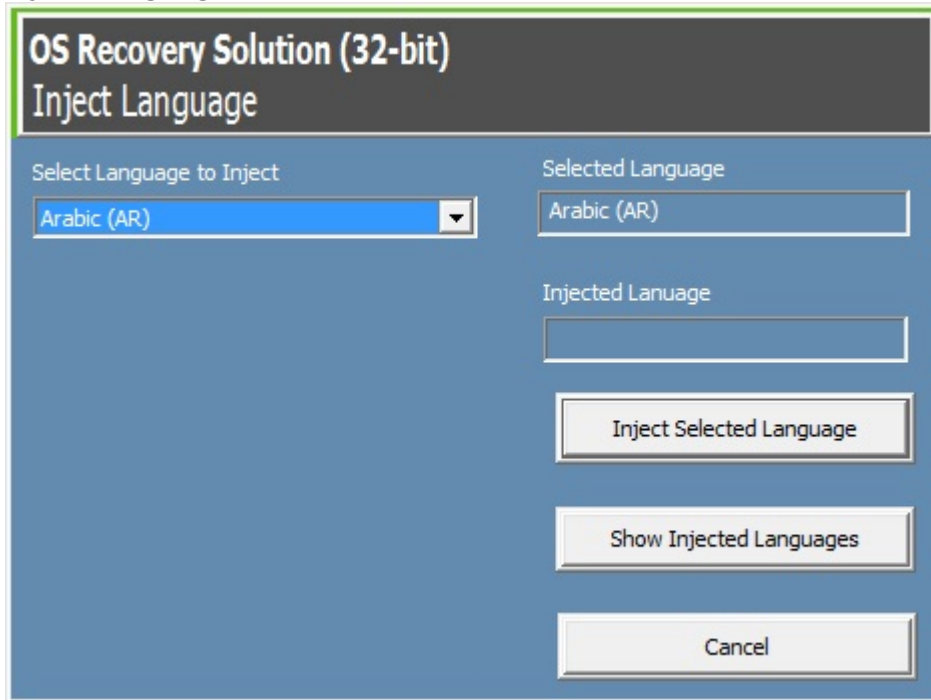 OS Recovery Solution (32-bit)
Inject Language
Select Language to Inject
Arabic (AR)
Selected Language
Arabic (AR)
Injected Lanuage
Inject Selected Language
Show Injected Languages
Cancel